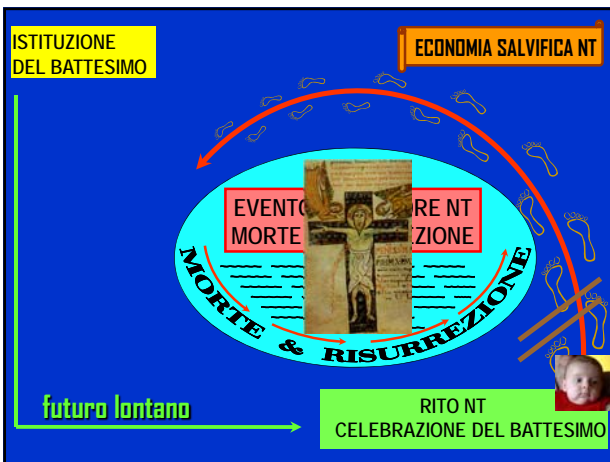 ISTITUZIONE
DEL BATTESIMO
ECONOMIA SALVIFICA NT
EVENTO RE NT
MORTE EZIONE
MORTE & RISURREZIONE
futuro lontano
RITO NT
CELEBRAZIONE DEL BATTESIMO